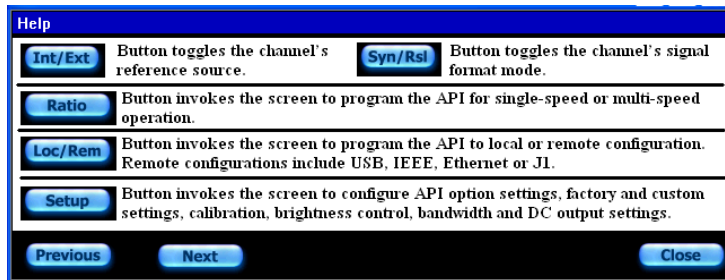 Help
Int/Ext
Button toggles the channel's
reference source.
Syn/Rsl
Button toggles the channel's signal
format mode.
Ratio
Button invokes the screen to program the API for single-speed or multi-speed
operation.
Loc/Rem
Button invokes the screen to program the API to local or remote configuration.
Remote configurations include USB, IEEE, Ethernet or J1.
Setup
Button invokes the screen to configure API option settings, factory and custom
settings, calibration, brightness control, bandwidth and DC output settings.
Previous
Next
Close